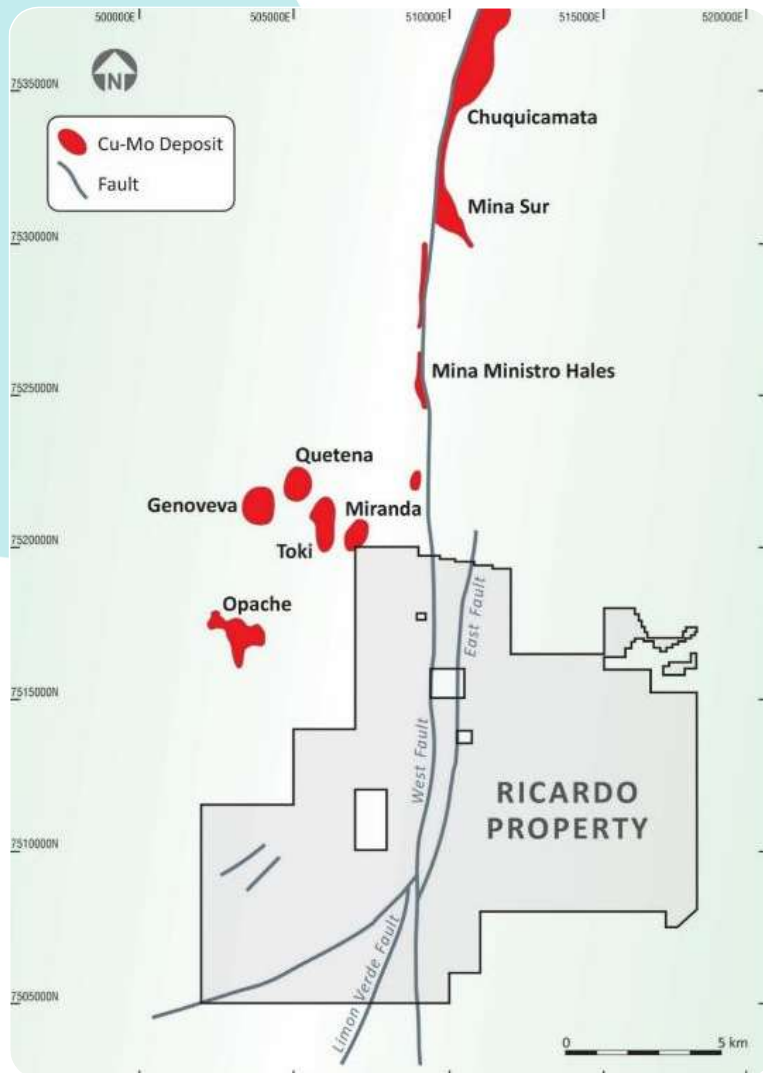 500000E
505000E
510000E
515000E
520000E
N
7535000N
Cu-Mo Deposit
Fault
Chuquicamata
Mina Sur
7530000N
Mina Ministro Hales
7525000N
Quetena
Genoveva
Miranda
Toki
7520000N
Opache
East Fault
7515000N
West Fault
RICARDO
PROPERTY
7510000N
Limon Verde Fault
7505000N
0
5 km